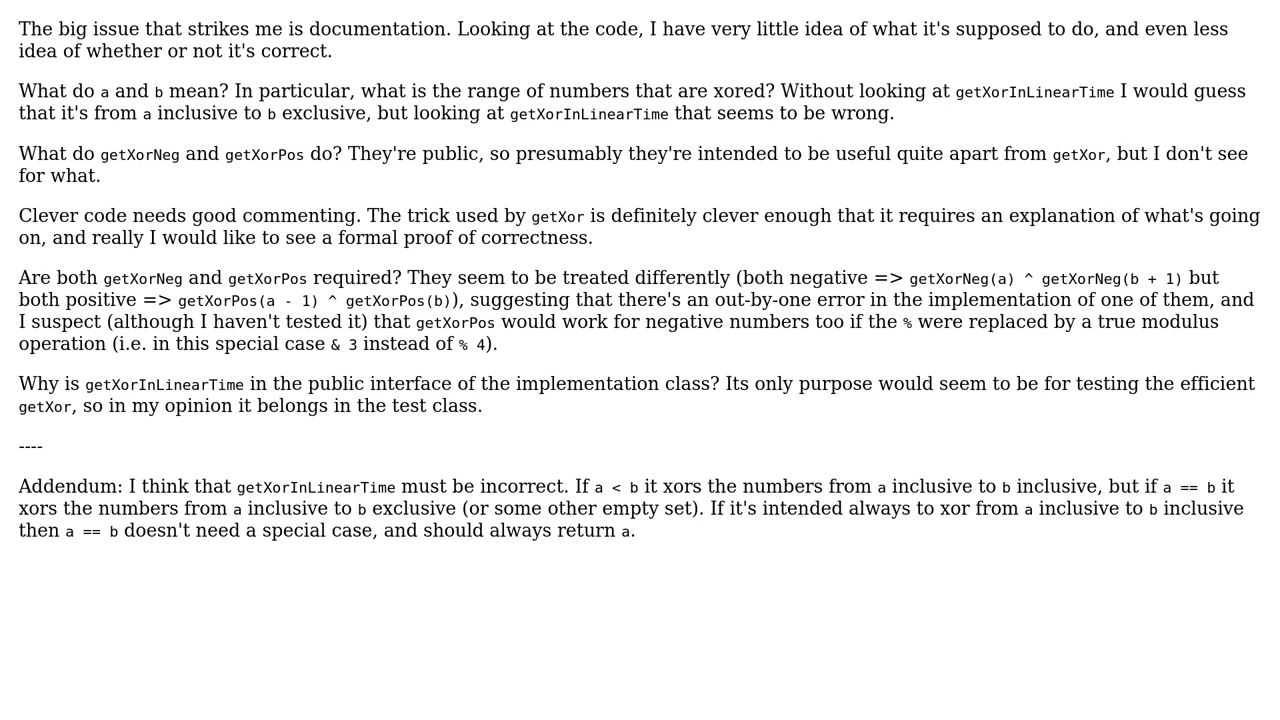 The big issue that strikes me is documentation. Looking at the code, I have very little idea of what it's supposed to do, and even less
idea of whether or not it's correct.
What do a and b mean? In particular, what is the range of numbers that are xored? Without looking at getXorInLinearTime I would guess
that it's from a inclusive to b exclusive, but looking at getXorInLinearTime that seems to be wrong.
What do getXorNeg and getXorPos do? They're public, so presumably they're intended to be useful quite apart from getXor, but I don't see
for what.
Clever code needs good commenting. The trick used by getXor is definitely clever enough that it requires an explanation of what's going
on, and really I would like to see a formal proof of correctness.
Are both getXorNeg and getXorPos required? They seem to be treated differently (both negative => getXorNeg(a) ^ getXorNeg(b + 1) but
both positive => getXorPos(a - 1) ^ getXorPos(b)), suggesting that there's an out-by-one error in the implementation of one of them, and
I suspect (although I haven't tested it) that getXorPos would work for negative numbers too if the % were replaced by a true modulus
operation (i.e. in this special case & 3 instead of % 4).
Why is getXorInLinearTime in the public interface of the implementation class? Its only purpose would seem to be for testing the efficient
getXor, so in my opinion it belongs in the test class.
----
Addendum: I think that getXorInLinearTime must be incorrect. If a < b it xors the numbers from a inclusive to b inclusive, but if a == b it
xors the numbers from a inclusive to b exclusive (or some other empty set). If it's intended always to xor from a inclusive to b inclusive
then a == b doesn't need a special case, and should always return a.